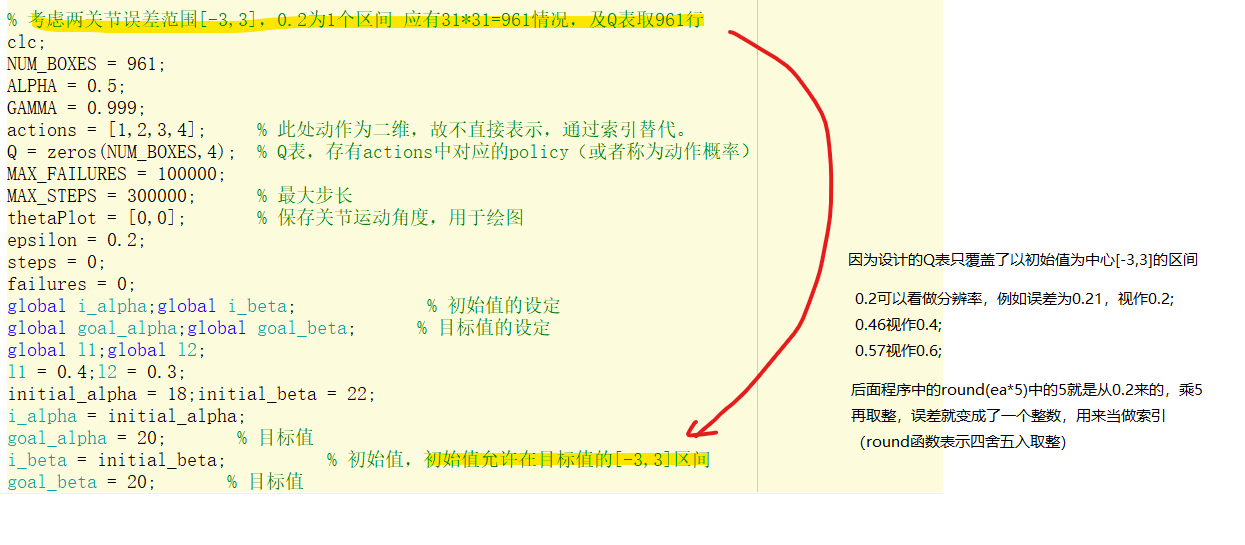 % 考虑两关节误差范围[-3,3]，0.2为1个区间 应有31*31=961情况，及Q表取961行
clc;
NUM_BOXES = 961;
ALPHA = 0.5;
GAMMA = 0.999;
actions = [1,2,3,4];     % 此处动作为二维，故不直接表示，通过索引替代。
Q = zeros(NUM_BOXES,4);  % Q表，存有actions中对应的policy（或者称为动作概率）
MAX_FAILURES = 100000;
MAX_STEPS = 300000;      % 最大步长
thetaPlot = [0,0];       % 保存关节运动角度，用于绘图
epsilon = 0.2;
steps = 0;
failures = 0;
global i_alpha;global i_beta;            % 初始值的设定
global goal_alpha;global goal_beta;      % 目标值的设定
global l1;global l2;
l1 = 0.4;l2 = 0.3;
initial_alpha = 18;initial_beta = 22;
i_alpha = initial_alpha;
goal_alpha = 20;       % 目标值
i_beta = initial_beta;         % 初始值，初始值允许在目标值的[-3,3]区间
goal_beta = 20;       % 目标值
因为设计的Q表只覆盖了以初始值为中心[-3,3]的区间
0.2可以看做分辨率，例如误差为0.21，视作0.2;
0.46视作0.4;
0.57视作0.6;
后面程序中的round(ea*5)中的5就是从0.2来的，乘5
再取整，误差就变成了一个整数，用来当做索引
（round函数表示四舍五入取整）